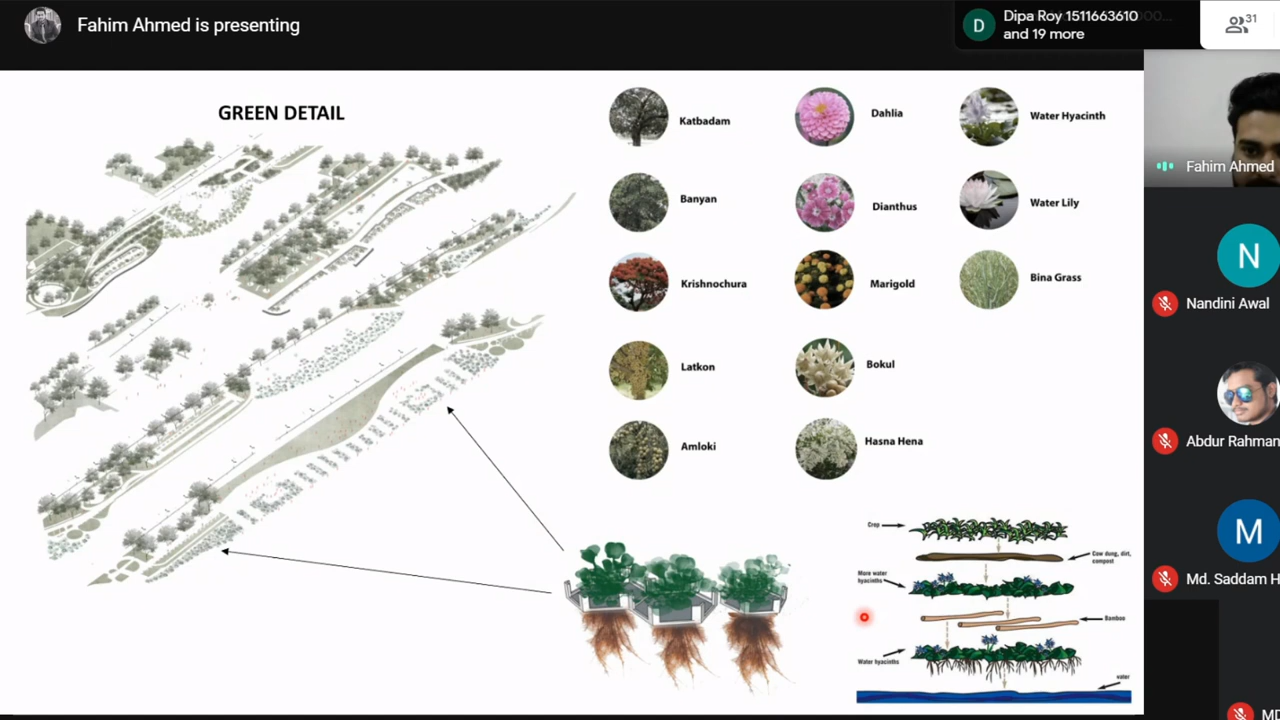 Fahim Ahmed is presenting
D
Dipa Roy 1511663610
and 19 more
31
GREEN DETAIL
Katbadam
Dahlia
Water Hyacinth
Banyan
Dianthus
Water Lily
Krishnochura
Marigold
Bina Grass
Latkon
Bokul
Amloki
Hasna Hena
Crop
Cow dung, dirt,
compost
More water
hyacinths
Bamboo
Water hyacinths
water
Fahim Ahmed
N
Nandini Awal
Abdur Rahman
M
Md. Saddam H